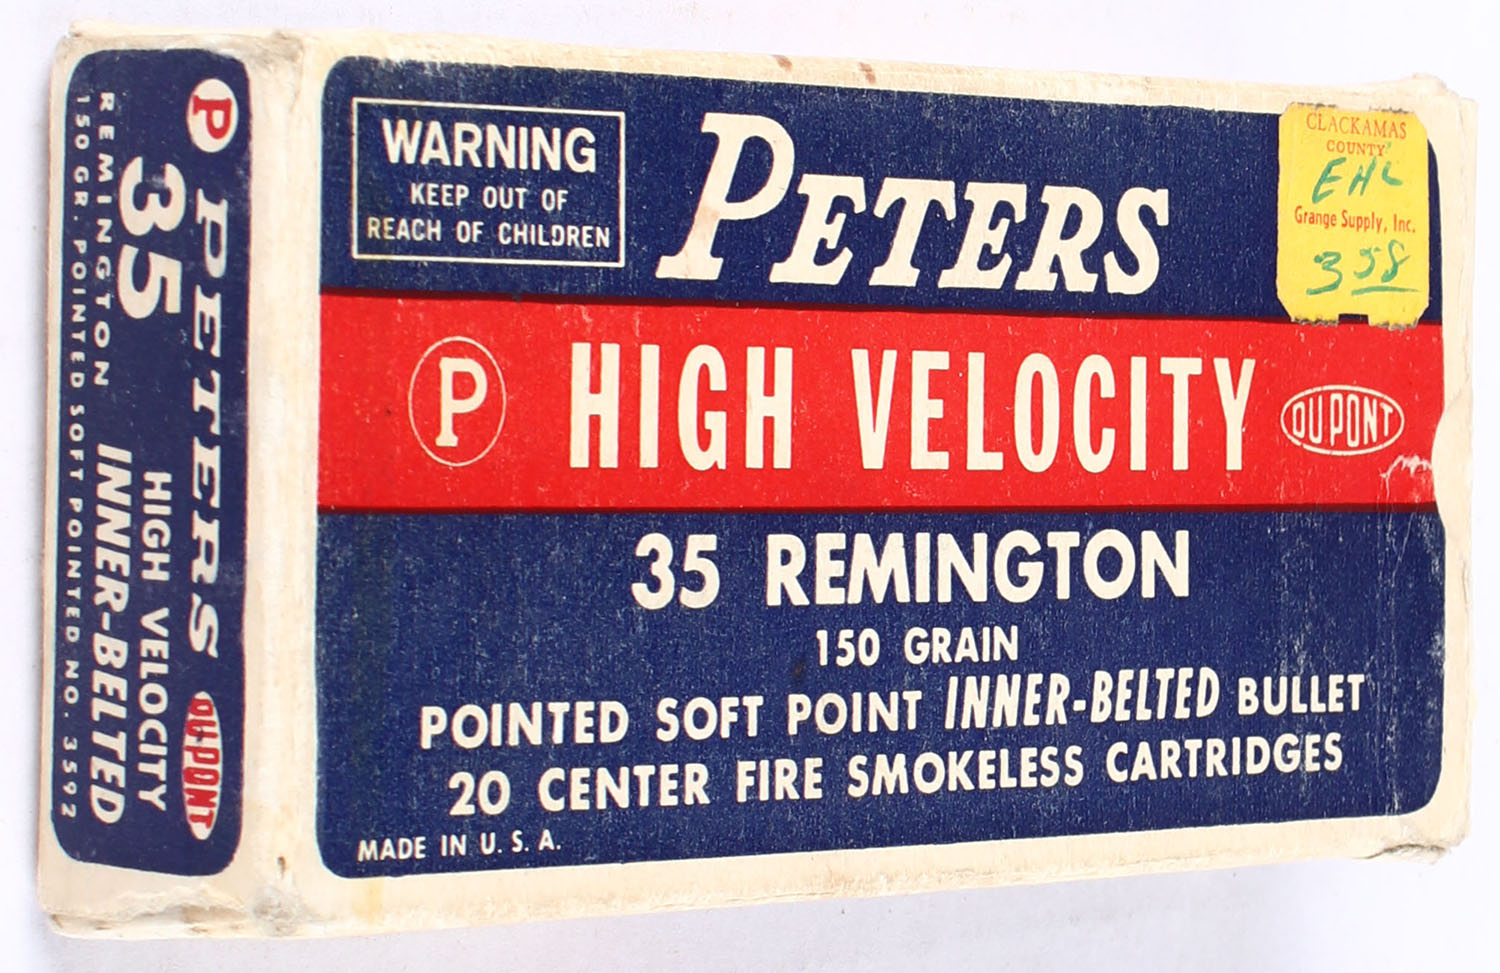 P PETERS DUPONT
35 HIGH VELOCITY
REMINGTON INNER-BELTED
150 GR. POINTED SOFT POINTED NO. 3592
WARNING
KEEP OUT OF
REACH OF CHILDREN
PETERS
CLACKAMAS
COUNTY
EHL
Grange Supply, Inc.
3 58
P HIGH VELOCITY DUPONT
35 REMINGTON
150 GRAIN
POINTED SOFT POINT INNER-BELTED BULLET
20 CENTER FIRE SMOKELESS CARTRIDGES
MADE IN U.S.A.